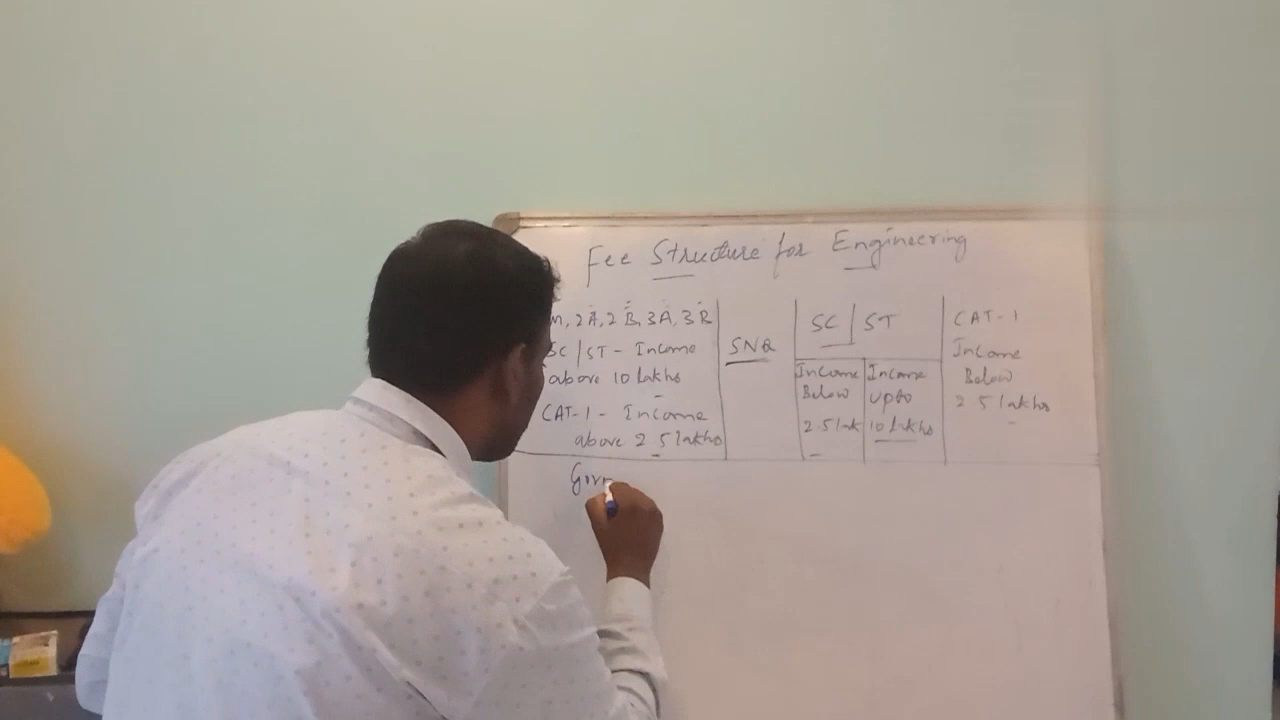 Fee Structure for Engineering
m, 2A, 2B, 3A, 3B
SC/ST - Income
above 10 lakhs
CAT-1 - Income
above 2.5 lakhs
SNQ
SC/ST
Income
Below
2.5 lak
Income
upto
10 lakhs
CAT-1
Income
Below
2.5 lakhs
Gov